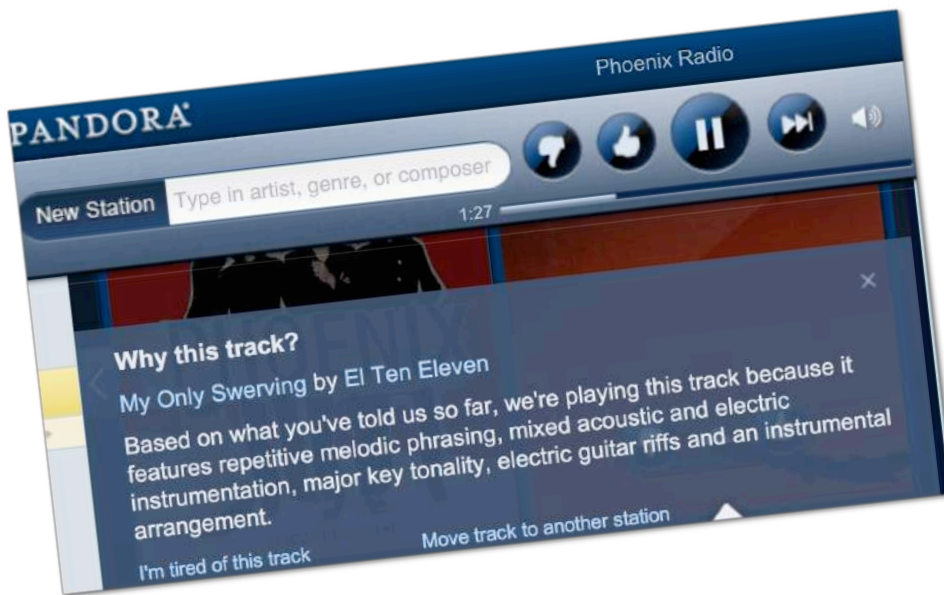 Phoenix Radio
PANDORA
New Station
Type in artist, genre, or composer
1:27
PHOENIX
Why this track?
My Only Swerving by El Ten Eleven
Based on what you've told us so far, we're playing this track because it
features repetitive melodic phrasing, mixed acoustic and electric
instrumentation, major key tonality, electric guitar riffs and an instrumental
arrangement.
I'm tired of this track
Move track to another station